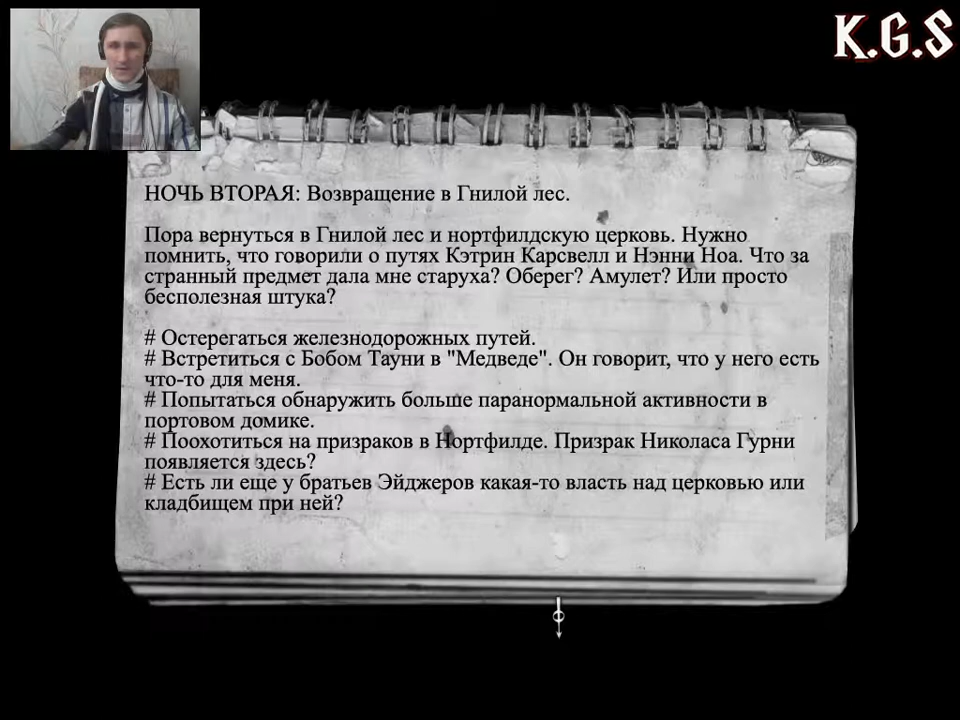 K.G.S
НОЧЬ ВТОРАЯ: Возвращение в Гнилой лес.
Пора вернуться в Гнилой лес и нортфилдскую церковь. Нужно
помнить, что говорили о путях Кэтрин Карсвелл и Нэнни Ноа. Что за
странный предмет дала мне старуха? Оберег? Амулет? Или просто
бесполезная штука?
# Остерегаться железнодорожных путей.
# Встретиться с Бобом Тауни в "Медведе". Он говорит, что у него есть
что-то для меня.
# Попытаться обнаружить больше паранормальной активности в
портовом домике.
# Поохотиться на призраков в Нортфилде. Призрак Николаса Гурни
появляется здесь?
# Есть ли еще у братьев Эйджеров какая-то власть над церковью или
кладбищем при ней?